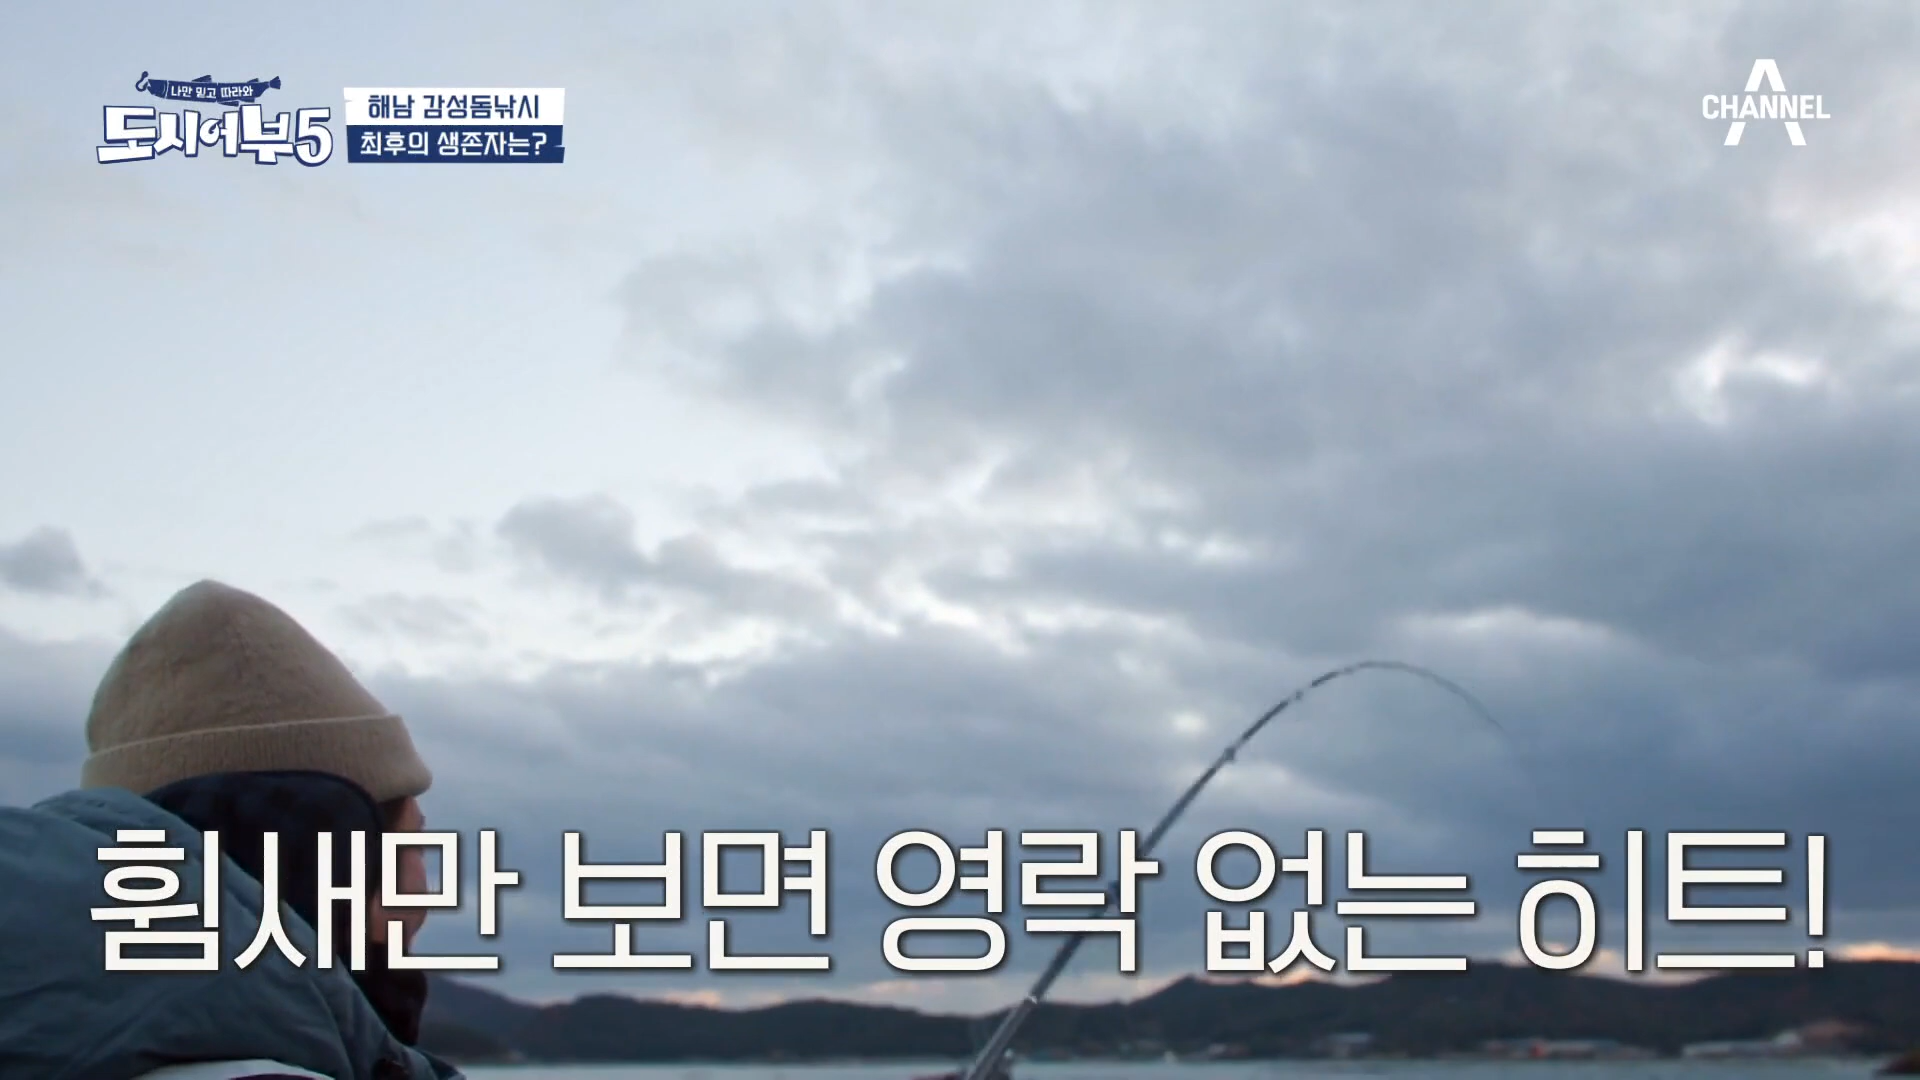 나만 믿고 따라와
도시어부5
해남 감성돔낚시
최후의 생존자는?
CHANNEL A
휨새만 보면 영락 없는 히트!